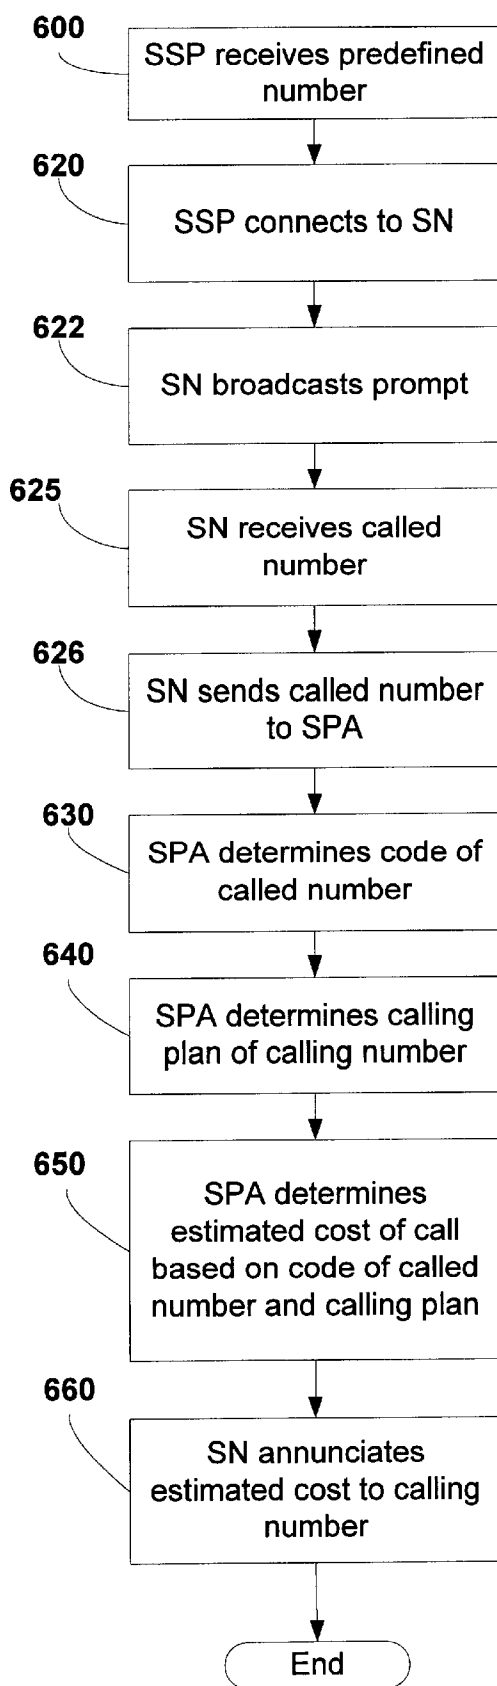 600
SSP receives predefined
number
620
SSP connects to SN
622
SN broadcasts prompt
625
SN receives called
number
626
SN sends called number
to SPA
630
SPA determines code of
called number
640
SPA determines calling
plan of calling number
650
SPA determines
estimated cost of call
based on code of called
number and calling plan
660
SN annunciates
estimated cost to calling
number
End